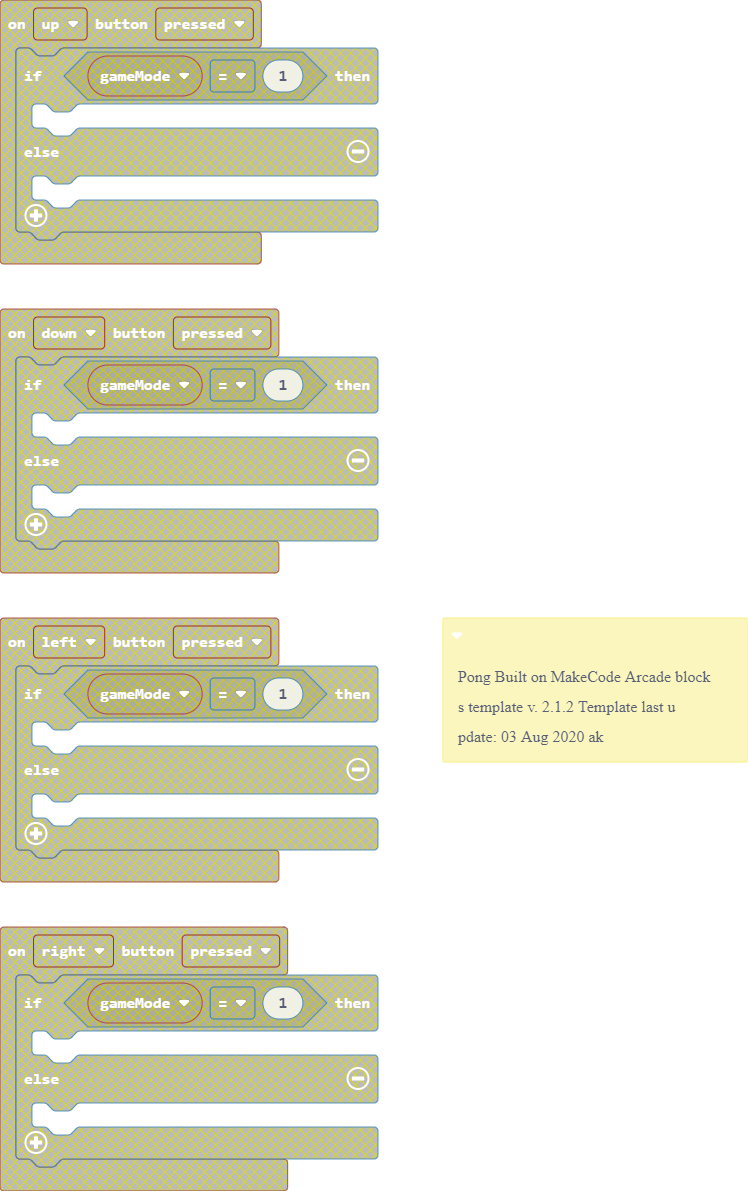 on up button pressed
if gameMode = 1 then
else
on down button pressed
if gameMode = 1 then
else
on left button pressed
if gameMode = 1 then
else
Pong Built on MakeCode Arcade block
s template v. 2.1.2 Template last u
pdate: 03 Aug 2020 ak
on right button pressed
if gameMode = 1 then
else